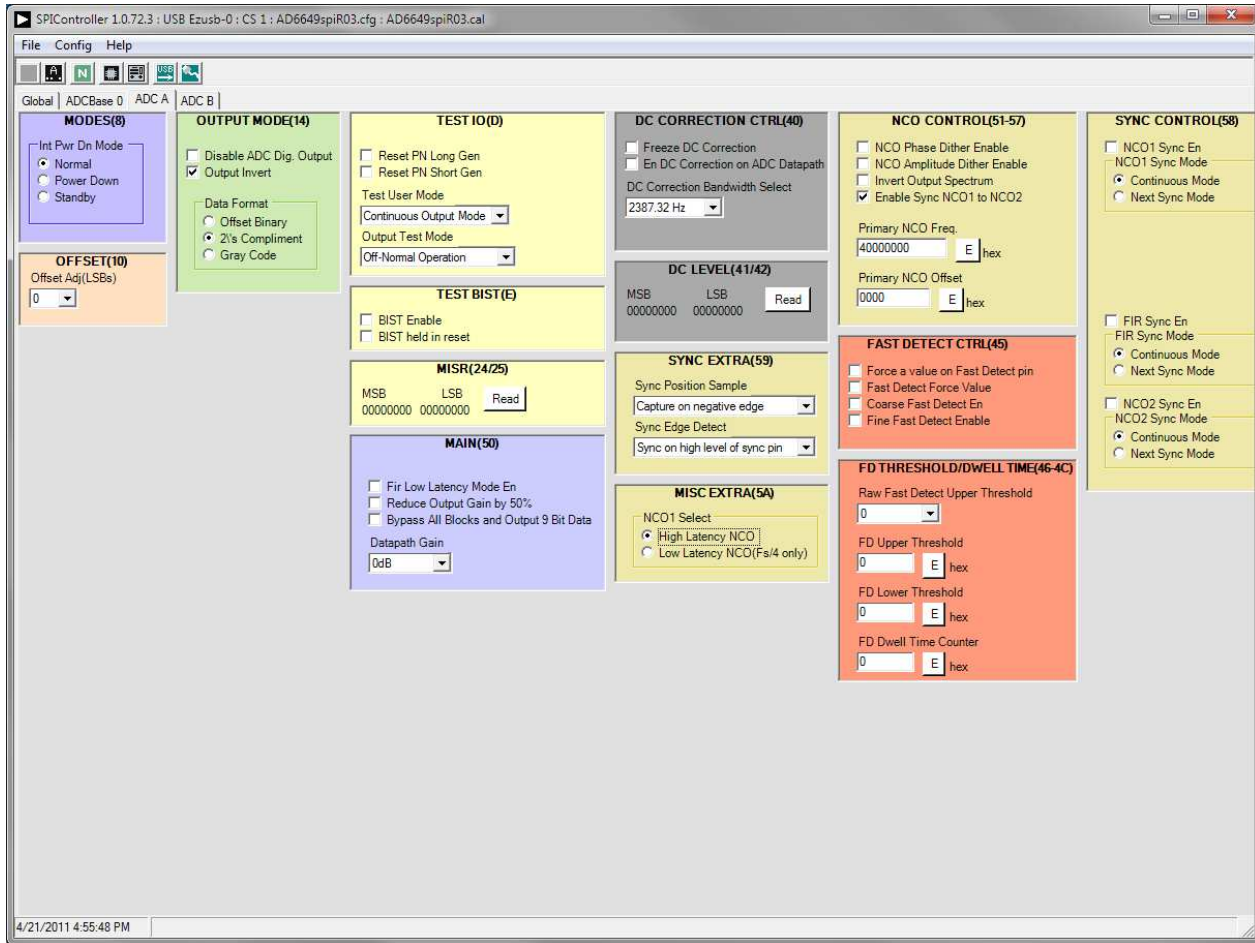 SPIController 1.0.72.3 : USB Ezusb-0 : CS 1 : AD6649spiR03.cfg : AD6649spiR03.cal
File Config Help
Global ADCBase 0 ADC A ADC B
MODES(8)
Int Pwr Dn Mode
Normal
Power Down
Standby
OFFSET(10)
Offset Adj(LSBs)
0
OUTPUT MODE(14)
Disable ADC Dig. Output
Output Invert
Data Format
Offset Binary
2\'s Compliment
Gray Code
TEST IO(D)
Reset PN Long Gen
Reset PN Short Gen
Test User Mode
Continuous Output Mode
Output Test Mode
Off-Normal Operation
TEST BIST(E)
BIST Enable
BIST held in reset
MISR(24/25)
MSB LSB
00000000 00000000
Read
MAIN(50)
Fir Low Latency Mode En
Reduce Output Gain by 50%
Bypass All Blocks and Output 9 Bit Data
Datapath Gain
0dB
DC CORRECTION CTRL(40)
Freeze DC Correction
En DC Correction on ADC Datapath
DC Correction Bandwidth Select
2387.32 Hz
DC LEVEL(41/42)
MSB LSB
00000000 00000000
Read
SYNC EXTRA(59)
Sync Position Sample
Capture on negative edge
Sync Edge Detect
Sync on high level of sync pin
MISC EXTRA(5A)
NCO1 Select
High Latency NCO
Low Latency NCO(Fs/4 only)
NCO CONTROL(51-57)
NCO Phase Dither Enable
NCO Amplitude Dither Enable
Invert Output Spectrum
Enable Sync NCO1 to NCO2
Primary NCO Freq.
40000000 E hex
Primary NCO Offset
0000 E hex
FAST DETECT CTRL(45)
Force a value on Fast Detect pin
Fast Detect Force Value
Coarse Fast Detect En
Fine Fast Detect Enable
FD THRESHOLD/DWELL TIME(46-4C)
Raw Fast Detect Upper Threshold
0
FD Upper Threshold
0 E hex
FD Lower Threshold
0 E hex
FD Dwell Time Counter
0 E hex
SYNC CONTROL(58)
NCO1 Sync En
NCO1 Sync Mode
Continuous Mode
Next Sync Mode
FIR Sync En
FIR Sync Mode
Continuous Mode
Next Sync Mode
NCO2 Sync En
NCO2 Sync Mode
Continuous Mode
Next Sync Mode
4/21/2011 4:55:48 PM